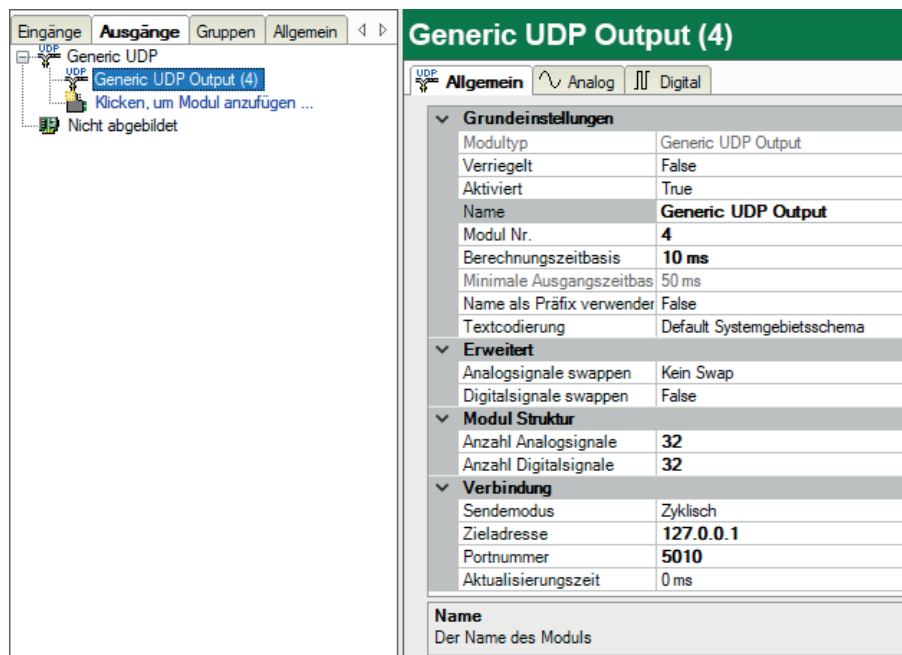 Eingänge Ausgänge Gruppen Allgemein
UDP Generic UDP
UDP Generic UDP Output (4)
Klicken, um Modul anzufügen ...
Nicht abgebildet
Generic UDP Output (4)
UDP Allgemein Analog Digital
Grundeinstellungen
Modultyp Generic UDP Output
Verriegelt False
Aktiviert True
Name Generic UDP Output
Modul Nr. 4
Berechnungszeitbasis 10 ms
Minimale Ausgangszeitbas 50 ms
Name als Präfix verwender False
Textcodierung Default Systemgebietsschema
Erweitert
Analogsignale swappen Kein Swap
Digitalsignale swappen False
Modul Struktur
Anzahl Analogsignale 32
Anzahl Digitalsignale 32
Verbindung
Sendemodus Zyklisch
Zieladresse 127.0.0.1
Portnummer 5010
Aktualisierungszeit 0 ms
Name
Der Name des Moduls